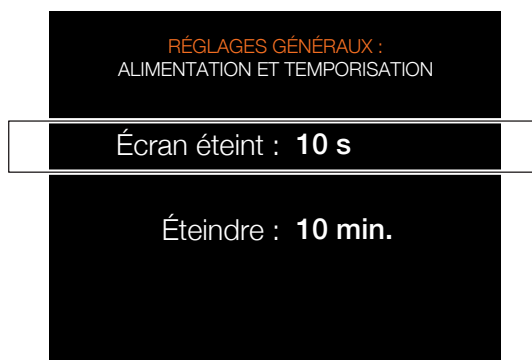 RÉGLAGES GÉNÉRAUX :
ALIMENTATION ET TEMPORISATION
Écran éteint : 10 s
Éteindre : 10 min.